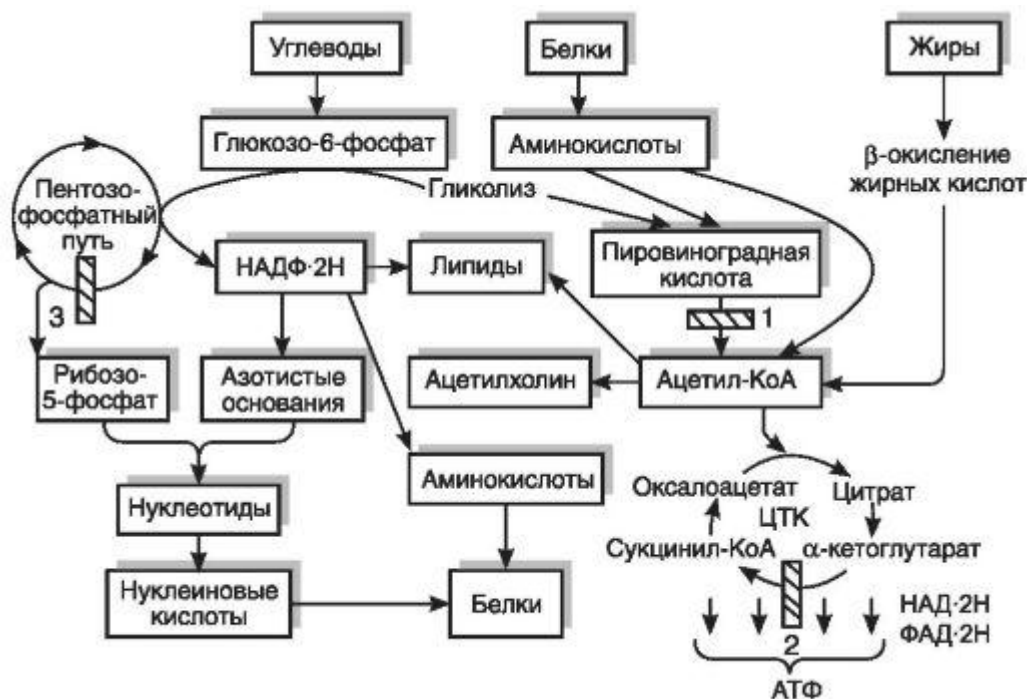 Углеводы
Белки
Жиры
Глюкозо-6-фосфат
Аминокислоты
β-окисление
жирных кислот
Гликолиз
Пентозо-
фосфатный
путь
НАДФ·2Н
Липиды
Пировиноградная
кислота
1
3
Рибозо-
5-фосфат
Азотистые
основания
Ацетилхолин
Ацетил-КоА
Аминокислоты
Оксалоацетат
Цитрат
ЦТК
Нуклеотиды
Сукцинил-КоА
α-кетоглутарат
Нуклеиновые
кислоты
Белки
НАД·2Н
ФАД·2Н
2
АТФ